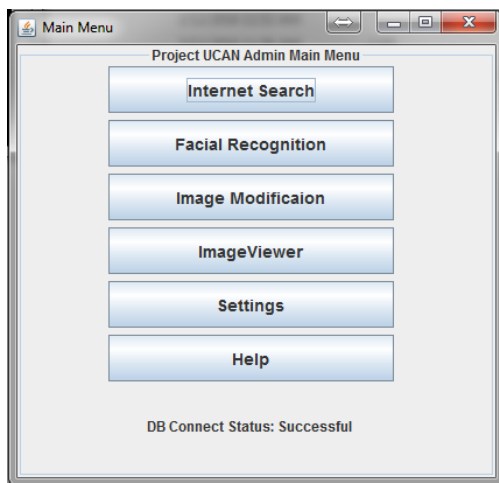 Main Menu
Project UCAN Admin Main Menu
Internet Search
Facial Recognition
Image Modificaion
ImageViewer
Settings
Help
DB Connect Status: Successful